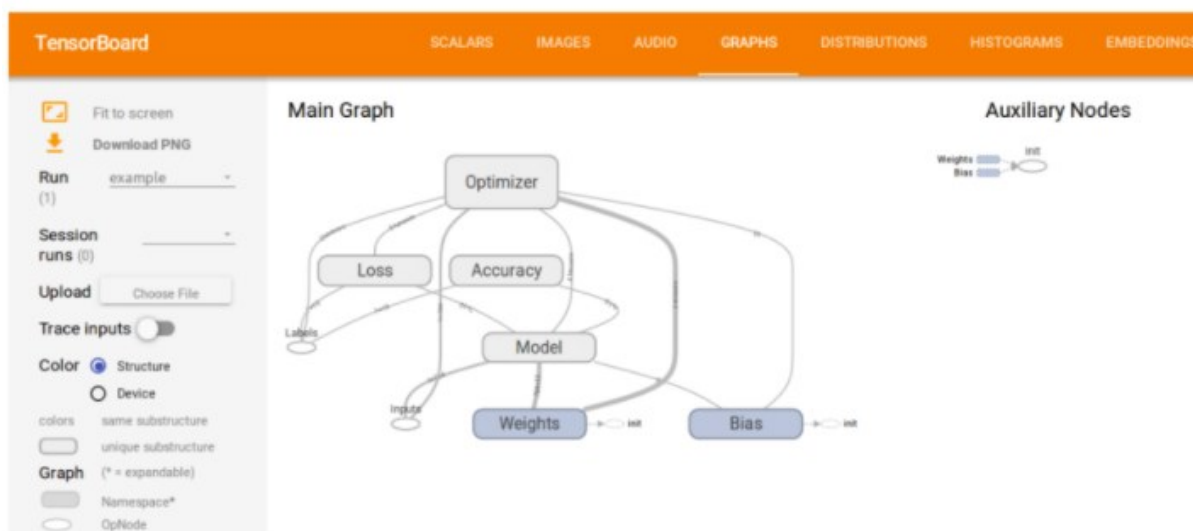 TensorBoard
SCALARS IMAGES AUDIO GRAPHS DISTRIBUTIONS HISTOGRAMS EMBEDDINGS
Fit to screen
Download PNG
Run example
(1)
Session
runs (0)
Upload Choose File
Trace inputs
Color Structure
Device
colors same substructure
unique substructure
Graph (* = expandable)
Namespace*
OpNode
Main Graph
Optimizer
Loss
Accuracy
Labels
Model
Inputs
Weights
init
Bias
init
Auxiliary Nodes
init
Weights
Bias